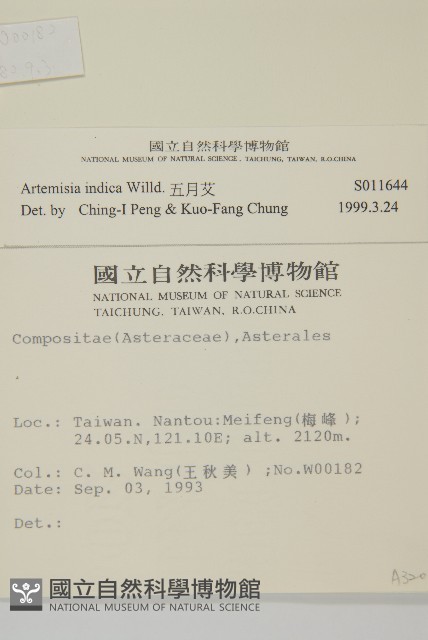 國立自然科學博物館
NATIONAL MUSEUM OF NATURAL SCIENCE, TAICHUNG, TAIWAN, R.O.CHINA
Artemisia indica Willd. 五月艾 S011644
Det. by Ching-I Peng & Kuo-Fang Chung 1999.3.24
國立自然科學博物館
NATIONAL MUSEUM OF NATURAL SCIENCE
TAICHUNG, TAIWAN, R.O.CHINA
Compositae(Asteraceae),Asterales
.
Loc.: Taiwan. Nantou:Meifeng(梅峰);
24.05.N,121.10E; alt. 2120m.
Col.: C. M. Wang(王秋美) ;No.W00182
Date: Sep. 03, 1993
Det.:
A320
國立自然科學博物館
NATIONAL MUSEUM OF NATURAL SCIENCE